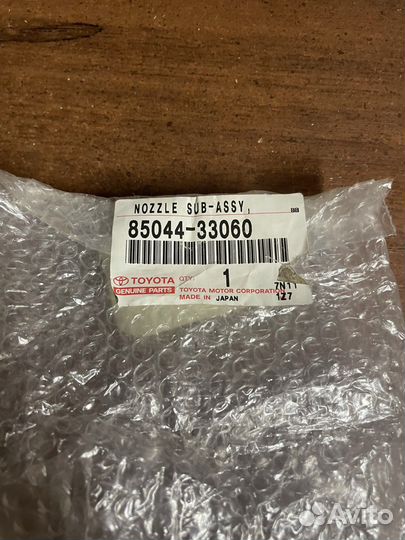 NOZZLE SUB-ASSY,
85044-33060
TOYOTA QTY. 1
GENUINE PARTS TOYOTA MOTOR CORPORATION 7N11
MADE IN JAPAN 127
Avito